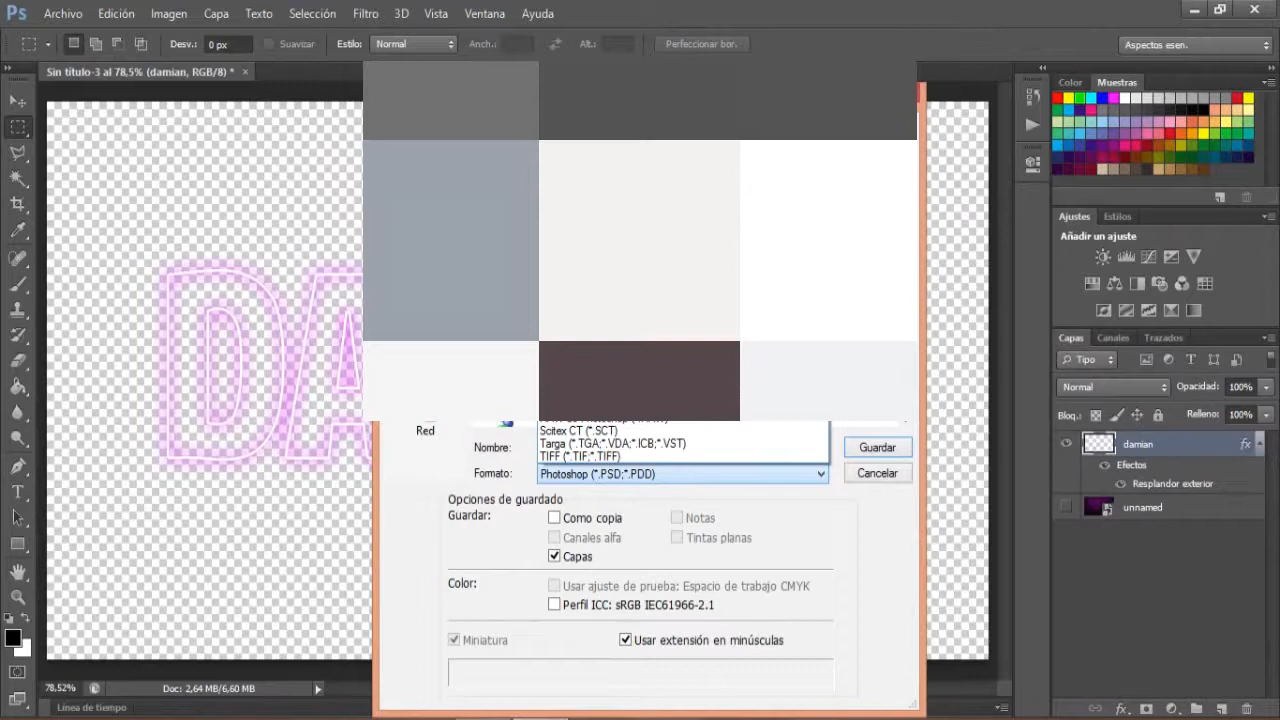 Ps Archivo Edición Imagen Capa Texto Selección Filtro 3D Vista Ventana Ayuda
Desv.: 0 px Suavizar Estilo: Normal Anch.: Alt.: Perfeccionar bor. Aspectos esen.
Sin título-3 al 78,5% (damian, RGB/8) * ×
Color Muestras
DA
Ajustes Estilos
Añadir un ajuste
Capas Canales Trazados
Tipo
Normal Opacidad: 100%
Bloq.: Relleno: 100%
damian fx
Efectos
Resplandor exterior
unnamed
Red
Scitex CT (*.SCT)
Targa (*.TGA;*.VDA;*.ICB;*.VST)
TIFF (*.TIF;*.TIFF)
Nombre: Guardar
Formato: Photoshop (*.PSD;*.PDD) Cancelar
Opciones de guardado
Guardar: Como copia Notas
Canales alfa Tintas planas
Capas
Color: Usar ajuste de prueba: Espacio de trabajo CMYK
Perfil ICC: sRGB IEC61966-2.1
Miniatura Usar extensión en minúsculas
78,52% Doc: 2,64 MB/6,60 MB
Línea de tiempo fx